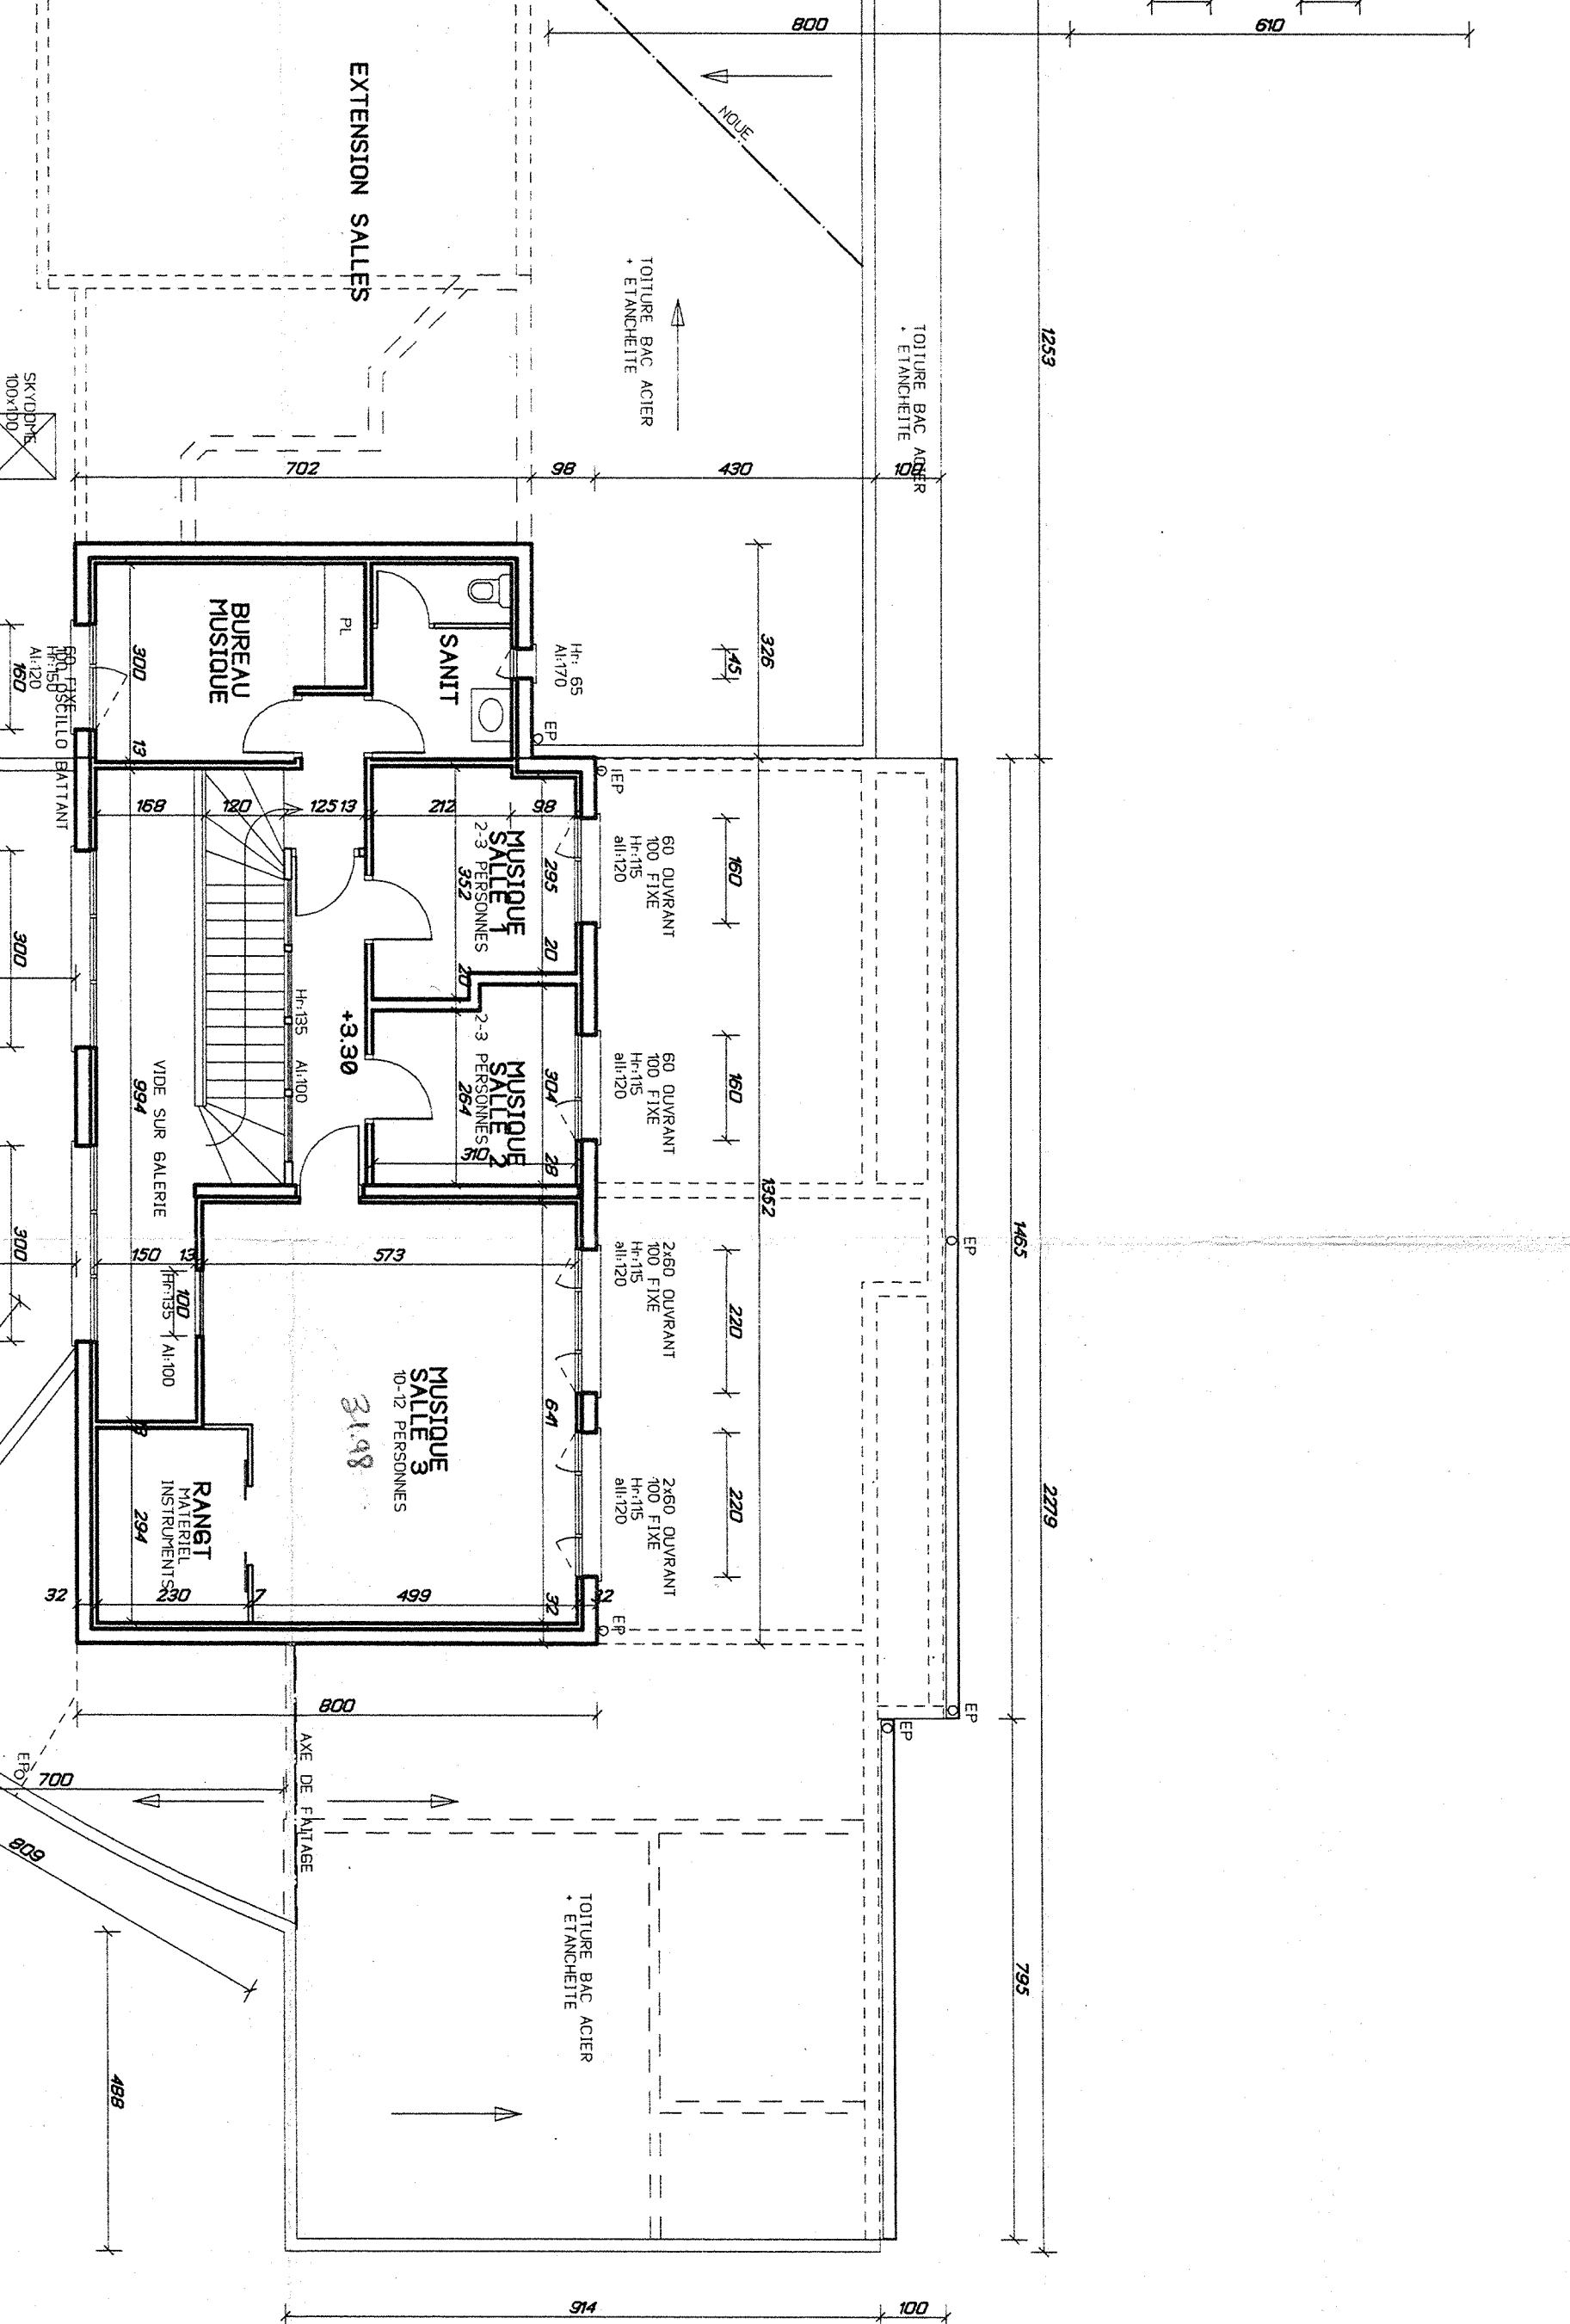 800
610
EXTENSION SALLES
NOUE
TOITURE BAC ACIER
+ ETANCHEITE
TOITURE BAC ACIER
+ ETANCHEITE
1253
SKYDOME
100x100
702
98
430
100
BUREAU
MUSIQUE
PL
SANIT
Hr: 65
Al:170
45
326
EP
300
13
60 FIXE
100 OSCILLO BATTANT
Hr:150
Al:120
160
EP
168
120
125
13
212
98
MUSIQUE
SALLE 1
2-3 PERSONNES
352
295
20
20
60 OUVRANT
100 FIXE
Hr:115
all:120
160
300
Hr:135 Al:100
+3.30
MUSIQUE
SALLE 2
2-3 PERSONNES
264
304
310
28
60 OUVRANT
100 FIXE
Hr:115
all:120
160
VIDE SUR GALERIE
994
1352
1465
EP
300
150
13
573
100
Hr:135 Al:100
2x60 OUVRANT
100 FIXE
Hr:115
all:120
220
MUSIQUE
SALLE 3
10-12 PERSONNES
31.98
641
2x60 OUVRANT
100 FIXE
Hr:115
all:120
220
2279
RANGT
MATERIEL
INSTRUMENTS
294
32
230
7
499
32
32
EP
800
EP
EP
AXE DE FAITAGE
EP
700
809
TOITURE BAC ACIER
+ ETANCHEITE
795
488
914
100